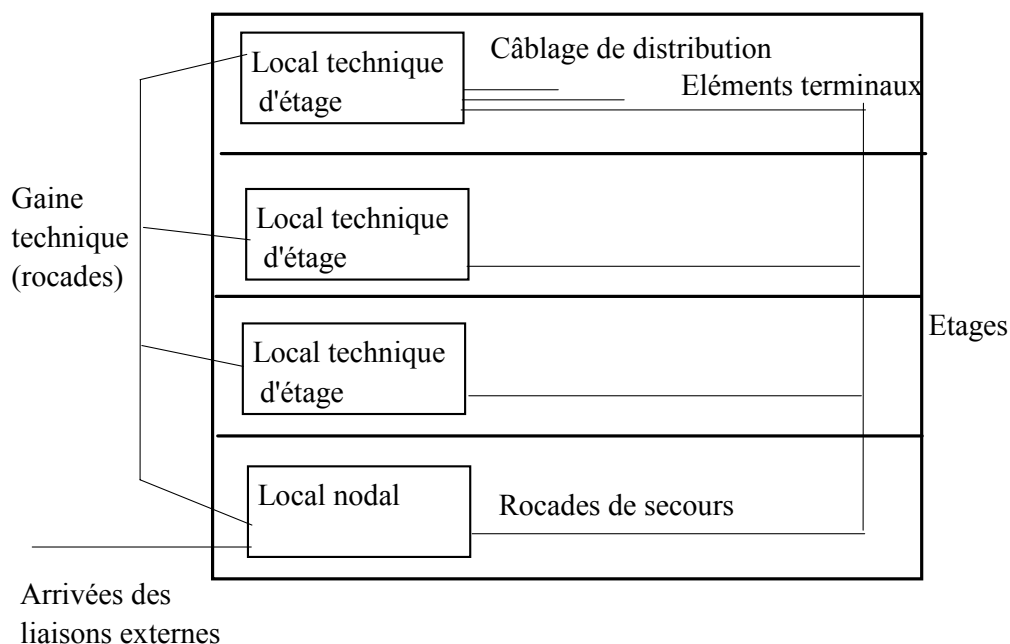 Local technique
d'étage
Câblage de distribution
Eléments terminaux
Gaine
technique
(rocades)
Local technique
d'étage
Local technique
d'étage
Etages
Local nodal
Rocades de secours
Arrivées des
liaisons externes